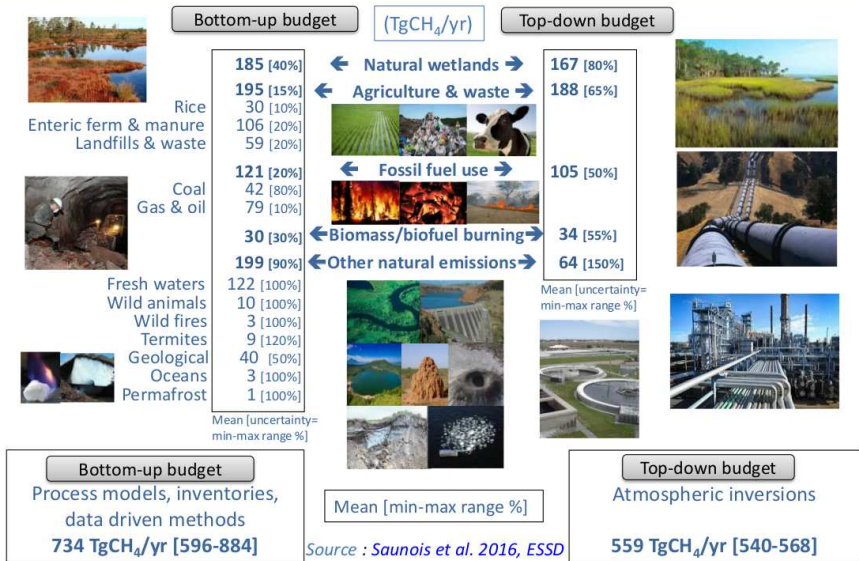 Bottom-up budget
(TgCH₄/yr)
Top-down budget
185 [40%] ← Natural wetlands → 167 [80%]
195 [15%] ← Agriculture & waste → 188 [65%]
Rice 30 [10%]
Enteric ferm & manure 106 [20%]
Landfills & waste 59 [20%]
121 [20%] ← Fossil fuel use → 105 [50%]
Coal 42 [80%]
Gas & oil 79 [10%]
30 [30%] ← Biomass/biofuel burning → 34 [55%]
199 [90%] ← Other natural emissions → 64 [150%]
Fresh waters 122 [100%]
Wild animals 10 [100%]
Wild fires 3 [100%]
Termites 9 [120%]
Geological 40 [50%]
Oceans 3 [100%]
Permafrost 1 [100%]
Mean [uncertainty=
min-max range %]
Mean [uncertainty=
min-max range %]
Bottom-up budget
Process models, inventories,
data driven methods
734 TgCH₄/yr [596-884]
Mean [min-max range %]
Source : Saunois et al. 2016, ESSD
Top-down budget
Atmospheric inversions
559 TgCH₄/yr [540-568]